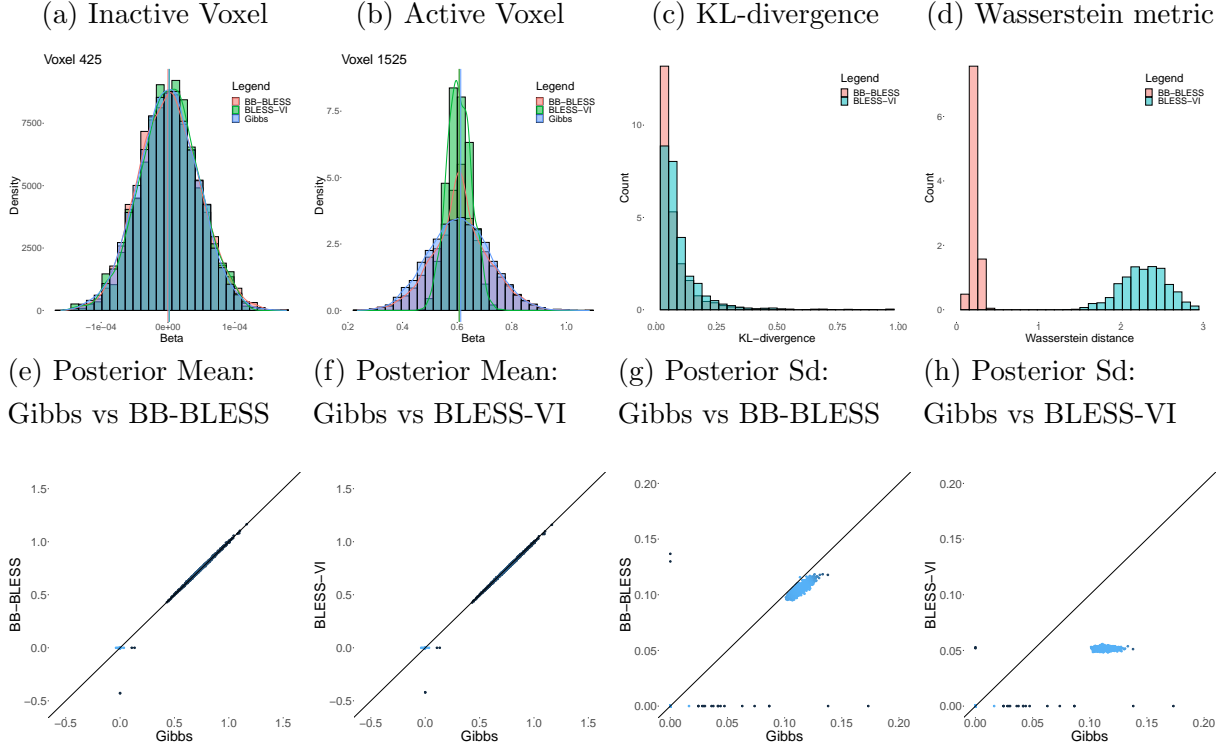 (a) Inactive Voxel
(b) Active Voxel
(c) KL-divergence
(d) Wasserstein metric
Voxel 425
Legend
BB−BLESS
BLESS−VI
Gibbs
7500
5000
2500
0
Density
−1e−04
0e+00
1e−04
Beta
Voxel 1525
Legend
BB−BLESS
BLESS−VI
Gibbs
7.5
5.0
2.5
0.0
Density
0.2
0.4
0.6
0.8
1.0
Beta
Legend
BB−BLESS
BLESS−VI
10
5
0
Count
0.00
0.25
0.50
0.75
1.00
KL−divergence
Legend
BB−BLESS
BLESS−VI
6
4
2
0
Count
0
1
2
3
Wasserstein distance
(e) Posterior Mean:
Gibbs vs BB-BLESS
(f) Posterior Mean:
Gibbs vs BLESS-VI
(g) Posterior Sd:
Gibbs vs BB-BLESS
(h) Posterior Sd:
Gibbs vs BLESS-VI
1.5
1.0
0.5
0.0
−0.5
BB−BLESS
−0.5
0.0
0.5
1.0
1.5
Gibbs
1.5
1.0
0.5
0.0
−0.5
BLESS−VI
−0.5
0.0
0.5
1.0
1.5
Gibbs
0.20
0.15
0.10
0.05
0.00
BB−BLESS
0.00
0.05
0.10
0.15
0.20
Gibbs
0.20
0.15
0.10
0.05
0.00
BLESS−VI
0.00
0.05
0.10
0.15
0.20
Gibbs